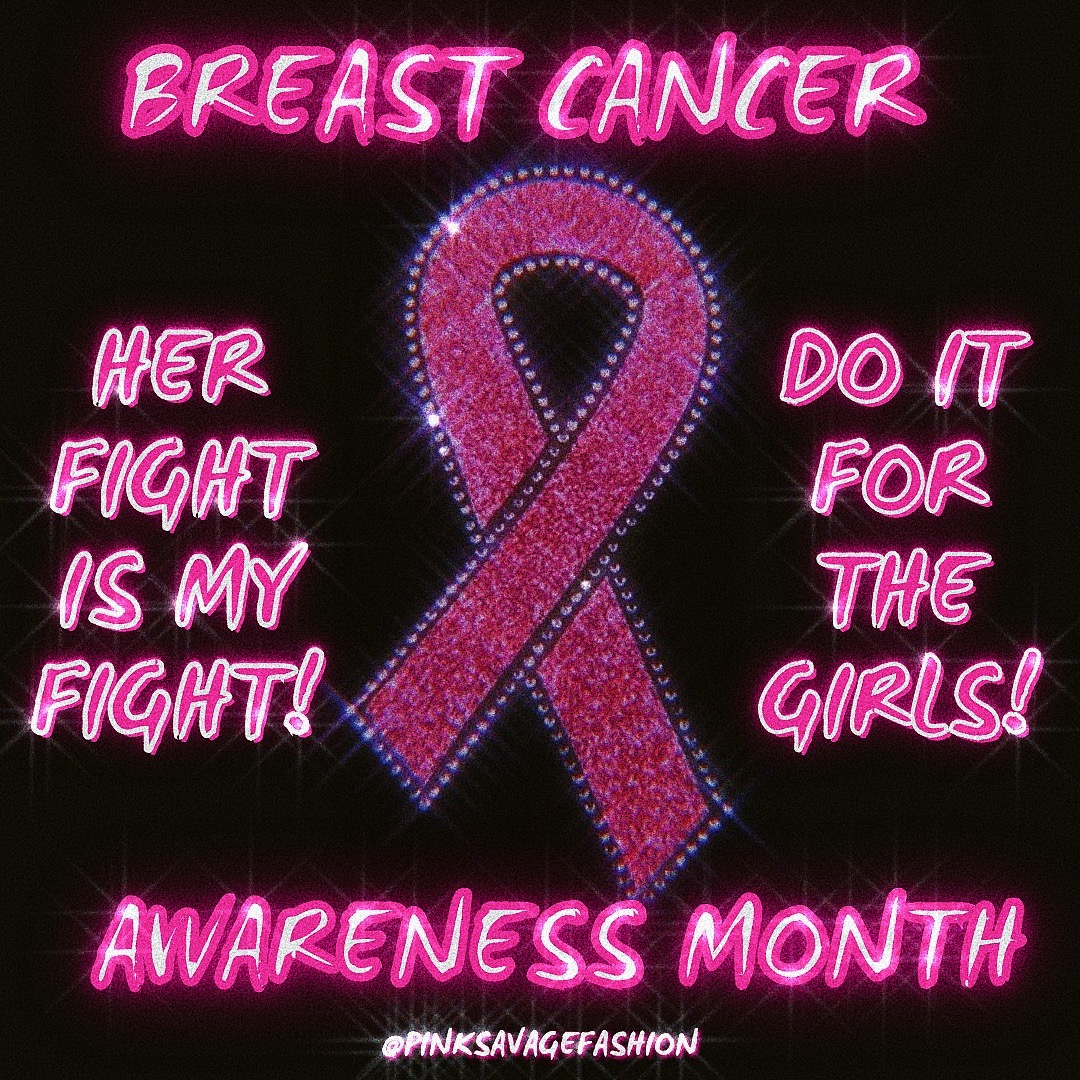 BREAST CANCER
HER
FIGHT
IS MY
FIGHT!
DO IT
FOR
THE
GIRLS!
AWARENESS MONTH
@PINKSAVAGEFASHION